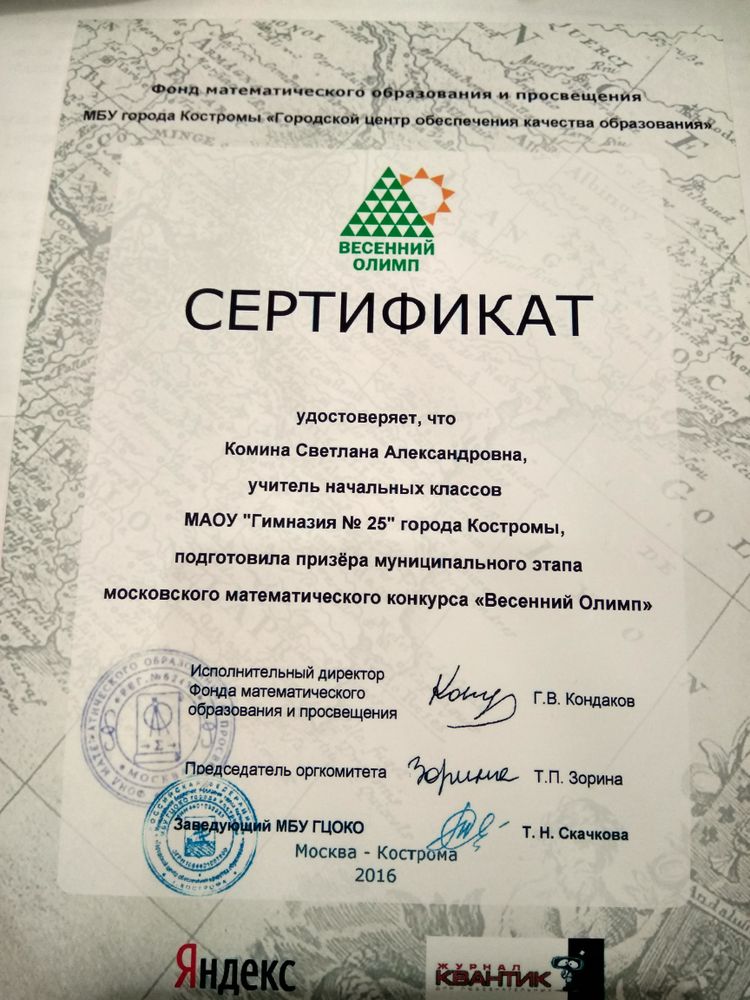 Фонд математического образования и просвещения
МБУ города Костромы «Городской центр обеспечения качества образования»
ВЕСЕННИЙ
ОЛИМП
СЕРТИФИКАТ
удостоверяет, что
Комина Светлана Александровна,
учитель начальных классов
МАОУ "Гимназия № 25" города Костромы,
подготовила призёра муниципального этапа
московского математического конкурса «Весенний Олимп»
Исполнительный директор
Фонда математического
образования и просвещения
Г.В. Кондаков
Председатель оргкомитета
Зорина
Т.П. Зорина
Заведующий МБУ ГЦОКО
Т. Н. Скачкова
Москва - Кострома
2016
Яндекс
ЖУРНАЛ
КВАНТИК